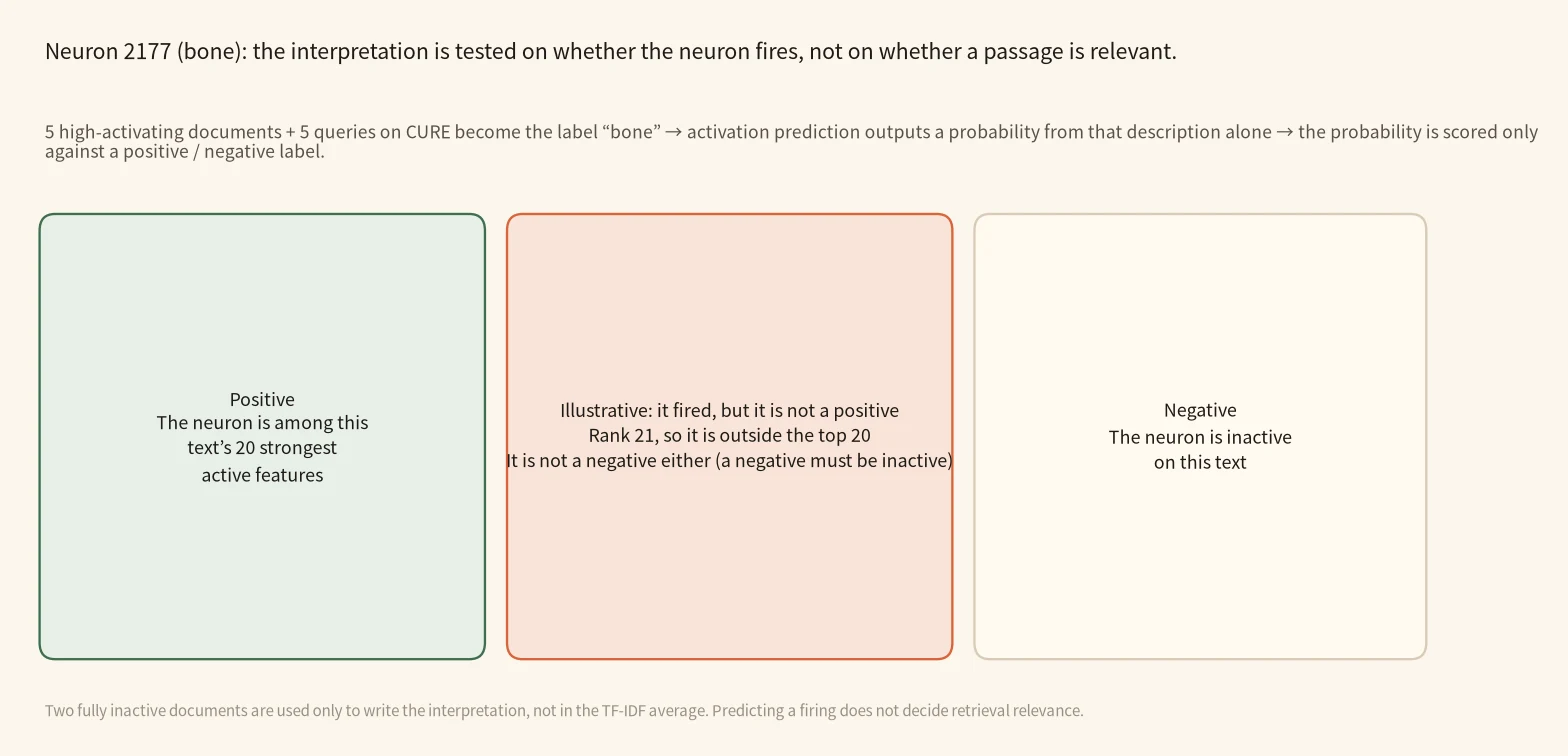 Neuron 2177 (bone): the interpretation is tested on whether the neuron fires, not on whether a passage is relevant.
5 high-activating documents + 5 queries on CURE become the label “bone” → activation prediction outputs a probability from that description alone → the probability is scored only
against a positive / negative label.
Positive
The neuron is among this
text’s 20 strongest
active features
Illustrative: it fired, but it is not a positive
Rank 21, so it is outside the top 20
It is not a negative either (a negative must be inactive)
Negative
The neuron is inactive
on this text
Two fully inactive documents are used only to write the interpretation, not in the TF-IDF average. Predicting a firing does not decide retrieval relevance.